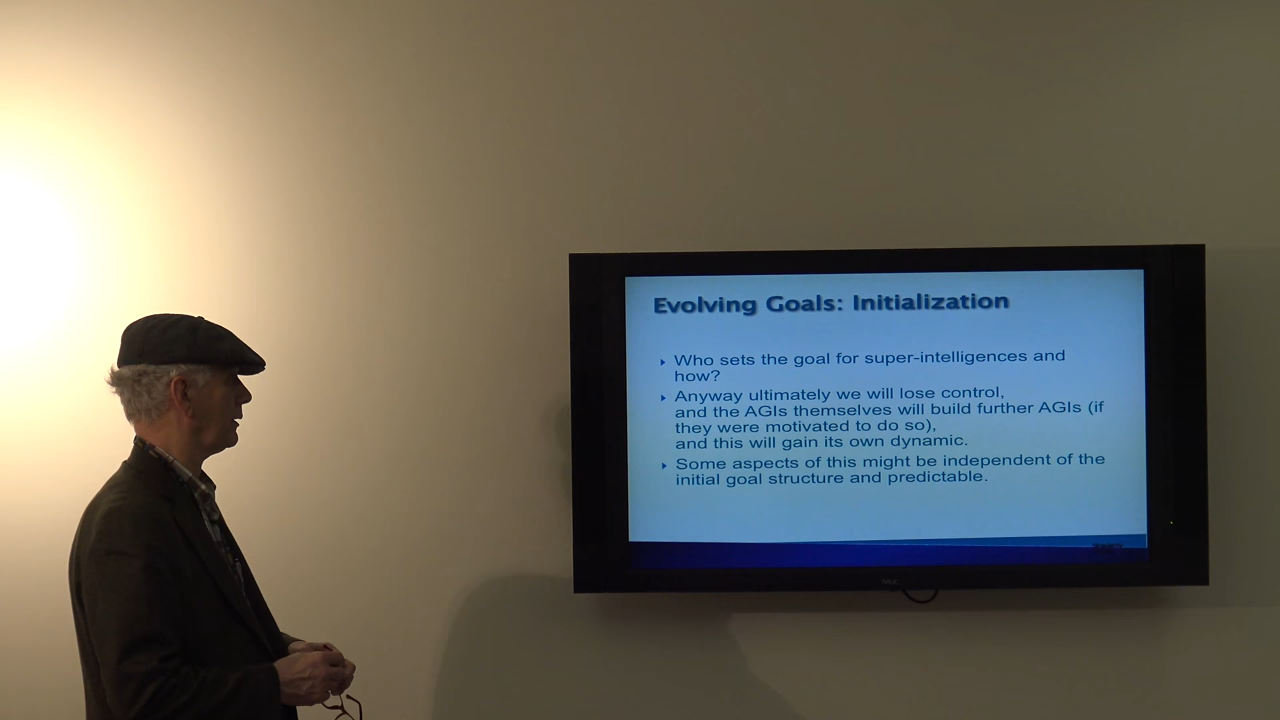 Evolving Goals: Initialization
Who sets the goal for super-intelligences and
how?
Anyway ultimately we will lose control,
and the AGIs themselves will build further AGIs (if
they were motivated to do so),
and this will gain its own dynamic.
Some aspects of this might be independent of the
initial goal structure and predictable.
NEC